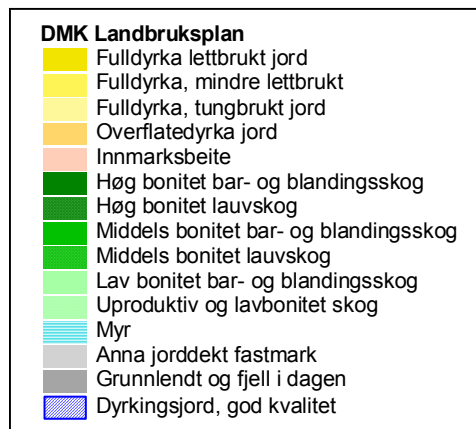 DMK Landbruksplan
Fulldyrka lettbrukt jord
Fulldyrka, mindre lettbrukt
Fulldyrka, tungbrukt jord
Overflatedyrka jord
Innmarksbeite
Høg bonitet bar- og blandingsskog
Høg bonitet lauvskog
Middels bonitet bar- og blandingsskog
Middels bonitet lauvskog
Lav bonitet bar- og blandingsskog
Uproduktiv og lavbonitet skog
Myr
Anna jorddekt fastmark
Grunnlendt og fjell i dagen
Dyrkingsjord, god kvalitet